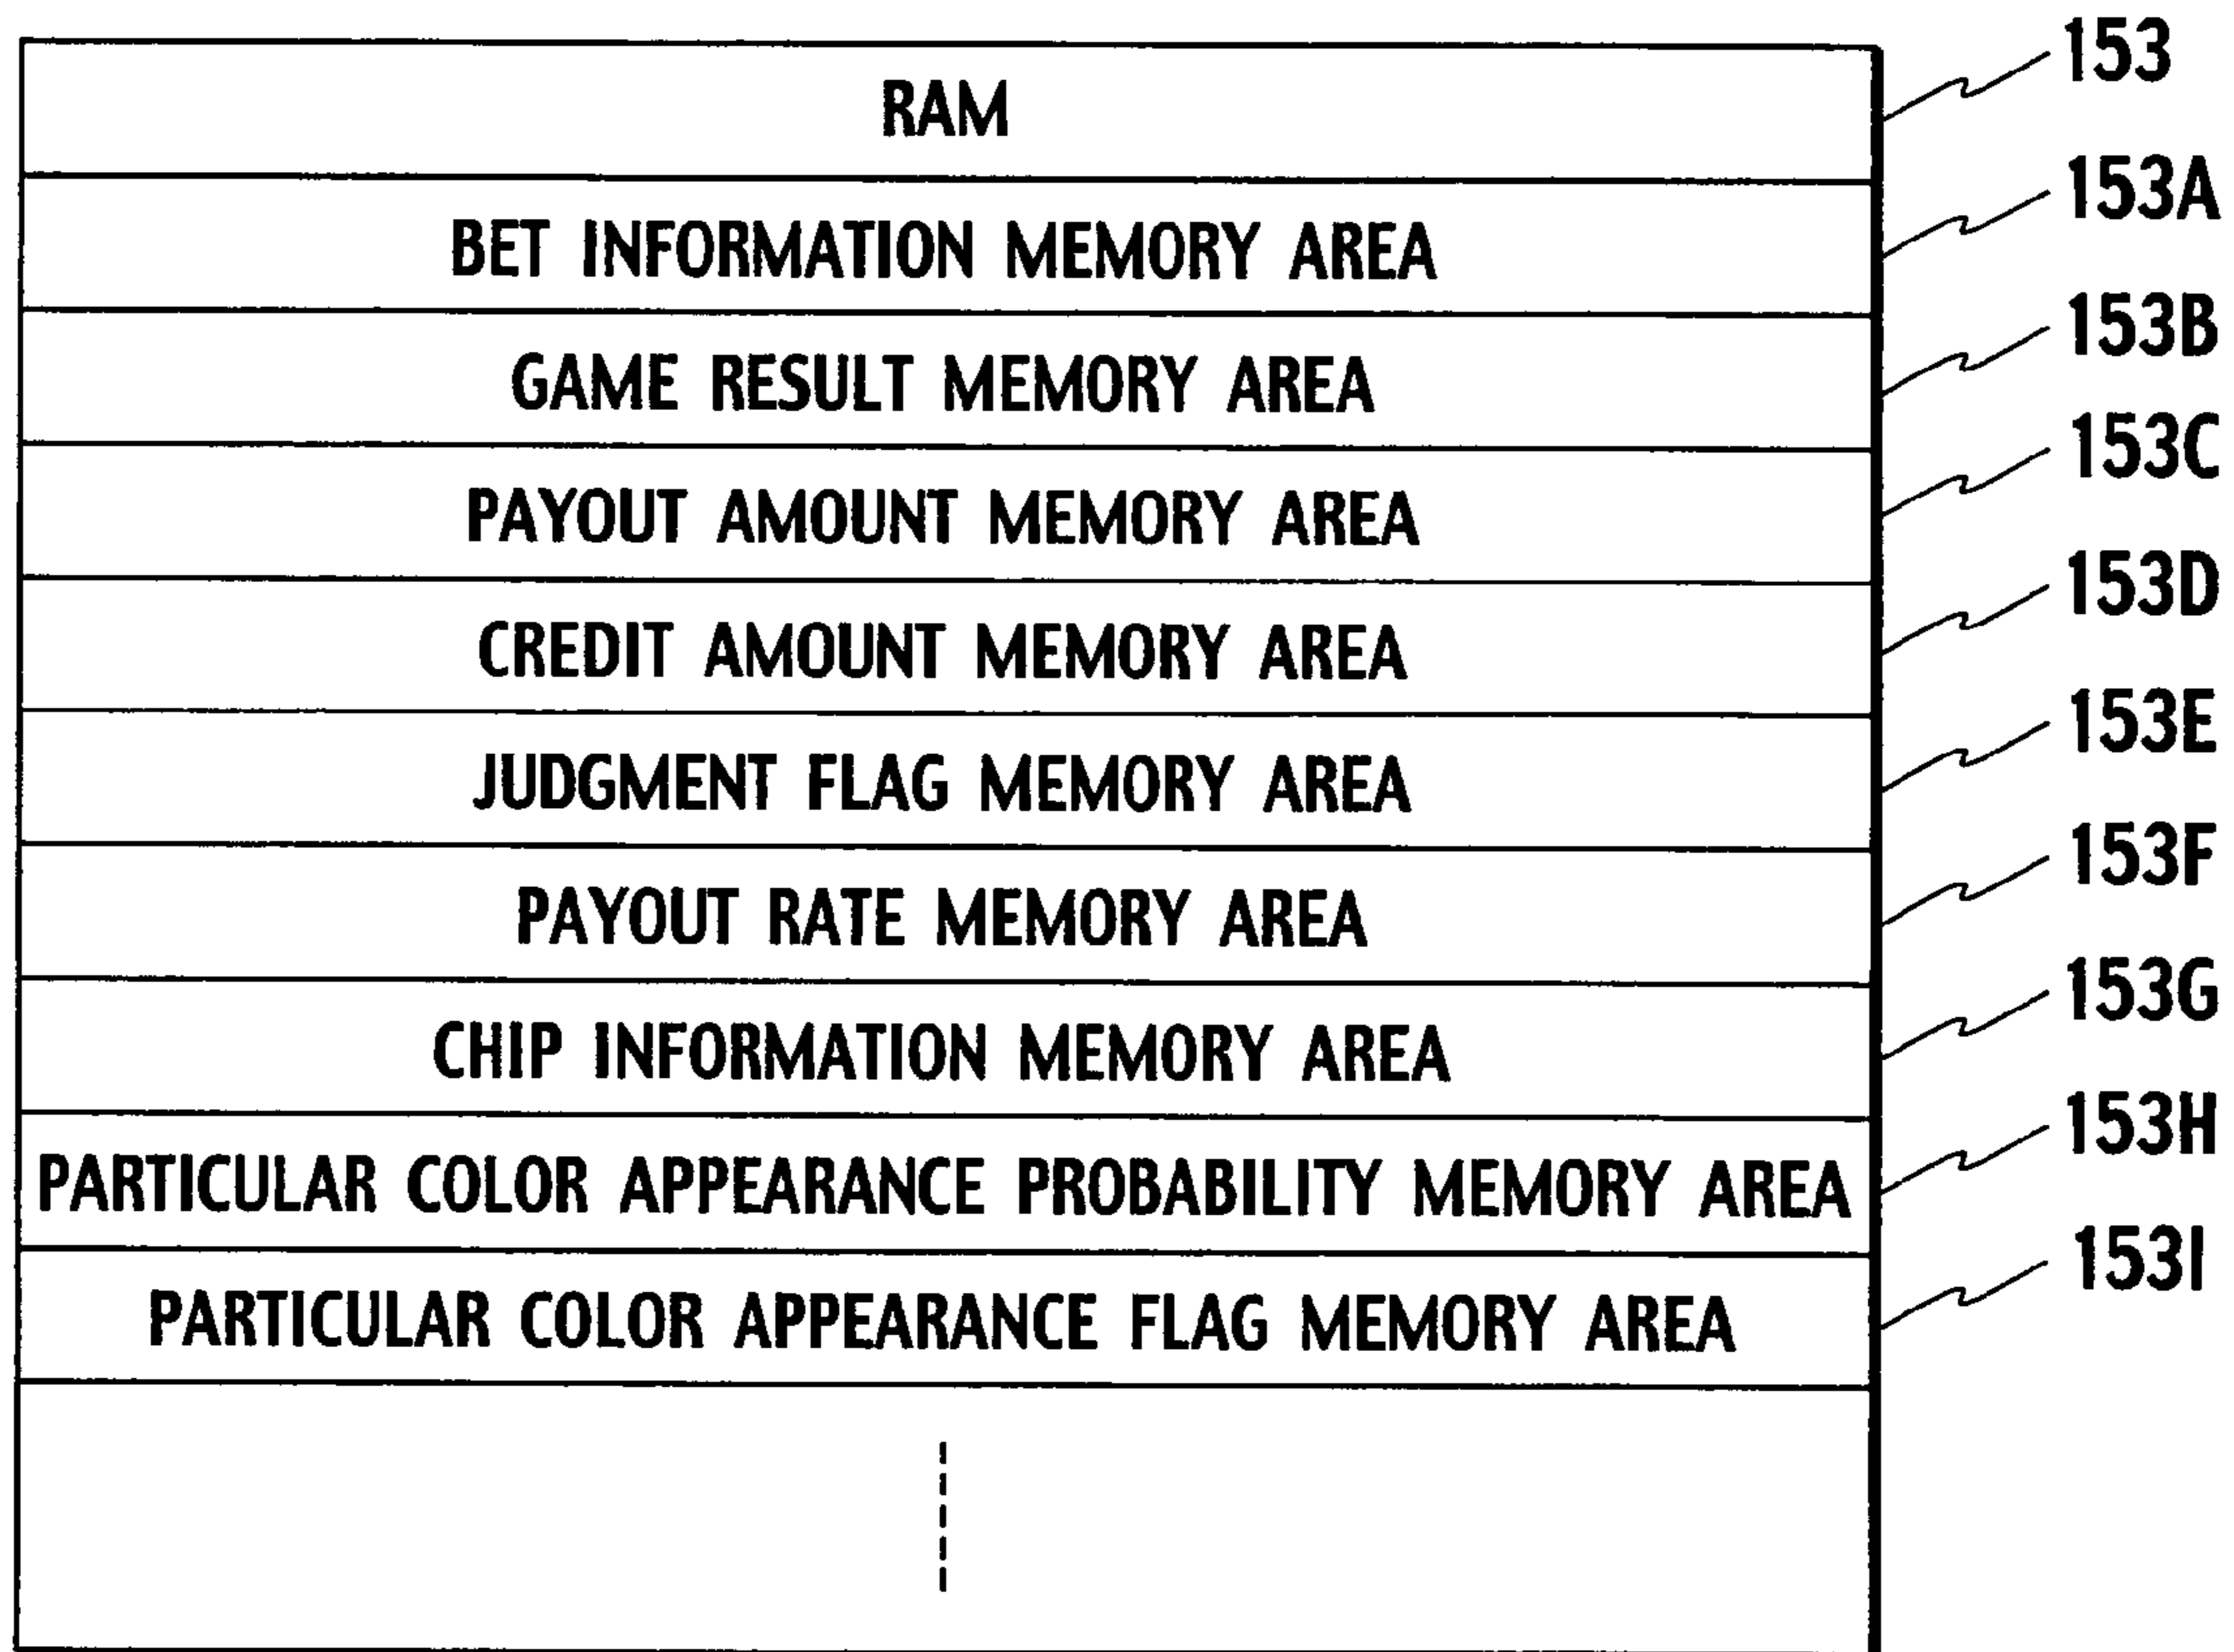 RAM 153
BET INFORMATION MEMORY AREA 153A
GAME RESULT MEMORY AREA 153B
PAYOUT AMOUNT MEMORY AREA 153C
CREDIT AMOUNT MEMORY AREA 153D
JUDGMENT FLAG MEMORY AREA 153E
PAYOUT RATE MEMORY AREA 153F
CHIP INFORMATION MEMORY AREA 153G
PARTICULAR COLOR APPEARANCE PROBABILITY MEMORY AREA 153H
PARTICULAR COLOR APPEARANCE FLAG MEMORY AREA 153I